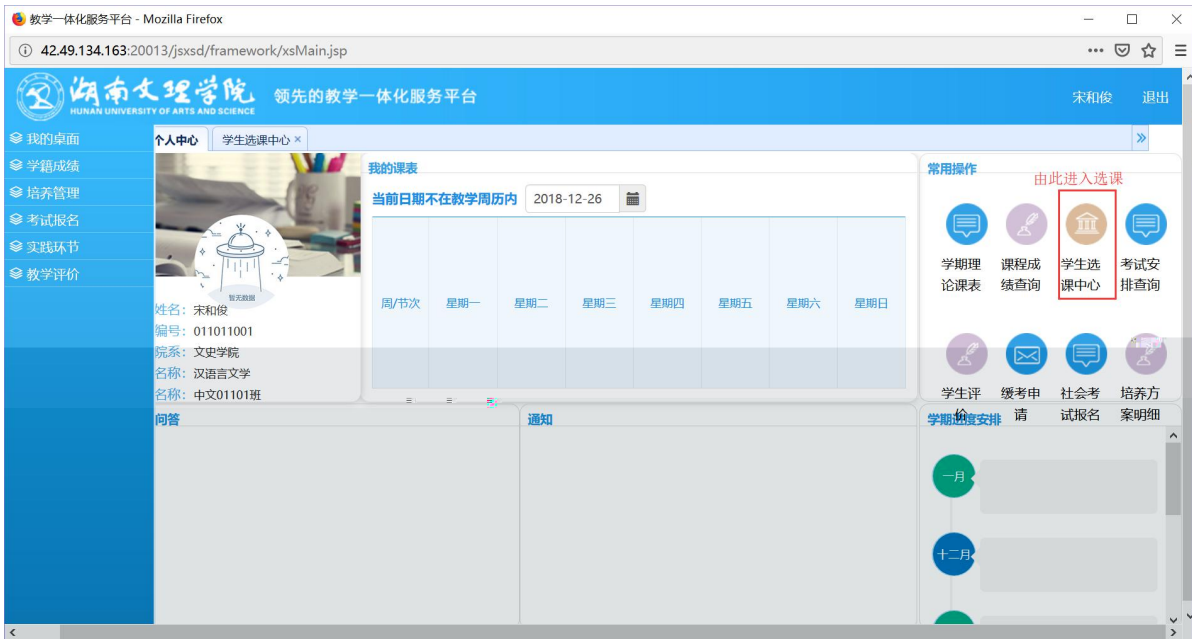 教学一体化服务平台 - Mozilla Firefox
42.49.134.163:20013/jsxsd/framework/xsMain.jsp
湖南文理学院
HUNAN UNIVERSITY OF ARTS AND SCIENCE
领先的教学一体化服务平台
宋和俊 退出
我的桌面
学籍成绩
培养管理
考试报名
实践环节
教学评价
个人中心 学生选课中心 ×
暂无数据
姓名：宋和俊
编号：011011001
院系：文史学院
名称：汉语言文学
名称：中文01101班
我的课表
当前日期不在教学周历内 2018-12-26
周/节次 星期一 星期二 星期三 星期四 星期五 星期六 星期日
常用操作
由此进入选课
学期理论课表
课程成绩查询
学生选课中心
考试安排查询
学生评价
缓考申请
社会考试报名
培养方案明细
问答
通知
学期进度安排
一月
十二月